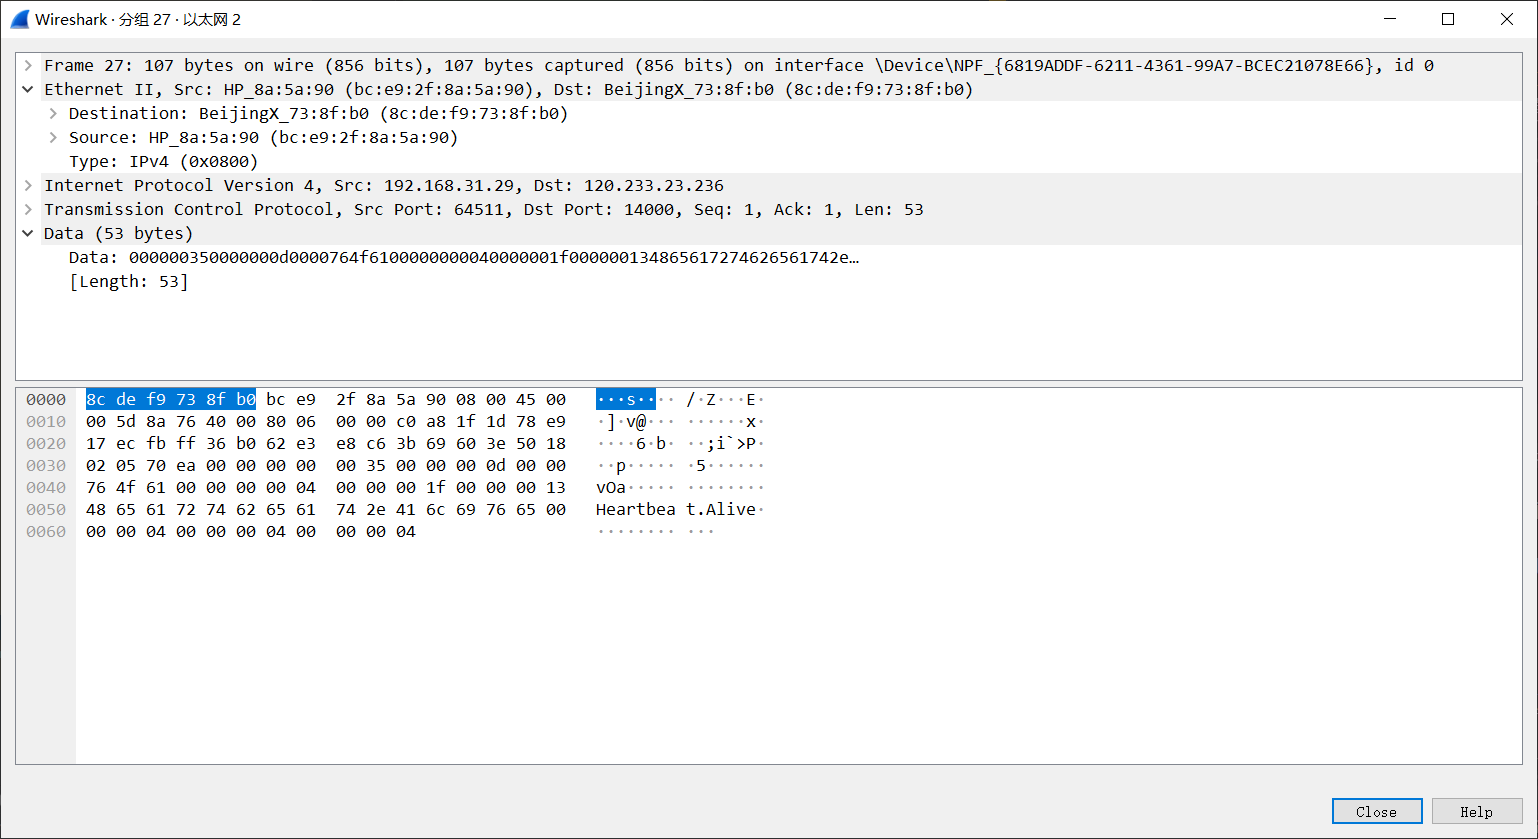 Wireshark · 分组 27 · 以太网 2
Frame 27: 107 bytes on wire (856 bits), 107 bytes captured (856 bits) on interface \Device\NPF_{6819ADDF-6211-4361-99A7-BCEC21078E66}, id 0
Ethernet II, Src: HP_8a:5a:90 (bc:e9:2f:8a:5a:90), Dst: BeijingX_73:8f:b0 (8c:de:f9:73:8f:b0)
Destination: BeijingX_73:8f:b0 (8c:de:f9:73:8f:b0)
Source: HP_8a:5a:90 (bc:e9:2f:8a:5a:90)
Type: IPv4 (0x0800)
Internet Protocol Version 4, Src: 192.168.31.29, Dst: 120.233.23.236
Transmission Control Protocol, Src Port: 64511, Dst Port: 14000, Seq: 1, Ack: 1, Len: 53
Data (53 bytes)
Data: 000000350000000d0000764f6100000000040000001f000000134865617274626561742e…
[Length: 53]
0000 8c de f9 73 8f b0 bc e9 2f 8a 5a 90 08 00 45 00 ···s···· /·Z···E·
0010 00 5d 8a 76 40 00 80 06 00 00 c0 a8 1f 1d 78 e9 ·]·v@··· ······x·
0020 17 ec fb ff 36 b0 62 e3 e8 c6 3b 69 60 3e 50 18 ····6·b· ··;i`>P·
0030 02 05 70 ea 00 00 00 00 00 35 00 00 00 0d 00 00 ··p····· ·5······
0040 76 4f 61 00 00 00 00 04 00 00 00 1f 00 00 00 13 vOa····· ········
0050 48 65 61 72 74 62 65 61 74 2e 41 6c 69 76 65 00 Heartbea t.Alive·
0060 00 00 04 00 00 00 04 00 00 00 04 ········ ···
Close Help